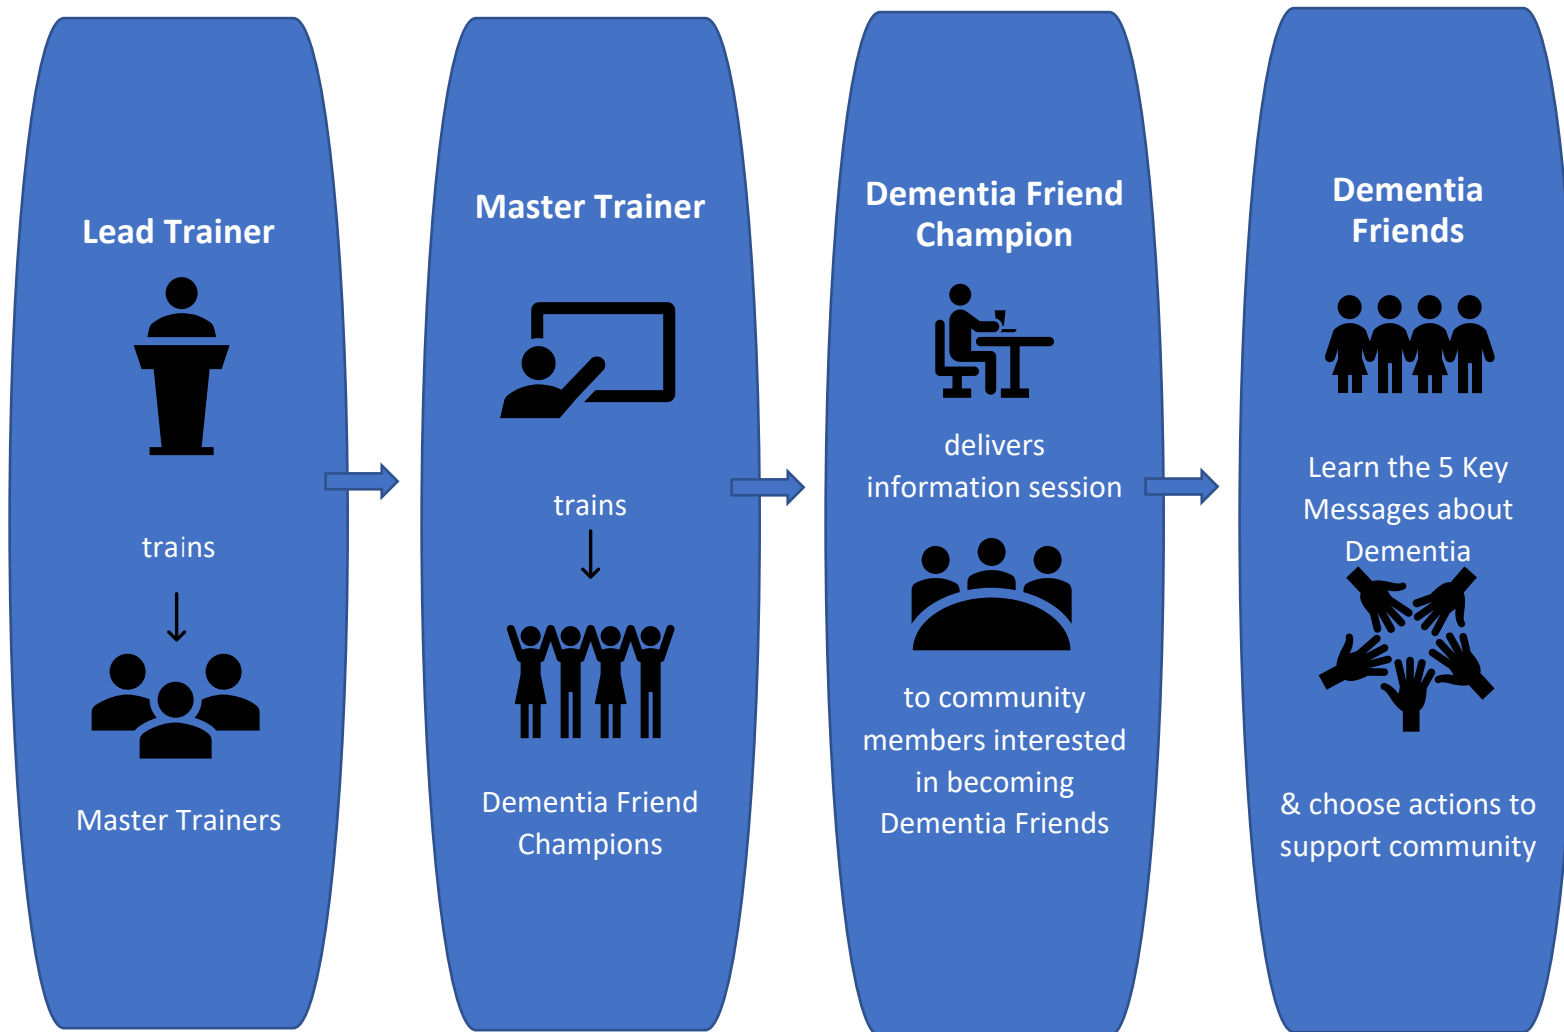 Lead Trainer
trains
Master Trainers
Master Trainer
trains
Dementia Friend
Champions
Dementia Friend
Champion
delivers
information session
to community
members interested
in becoming
Dementia Friends
Dementia
Friends
Learn the 5 Key
Messages about
Dementia
& choose actions to
support community